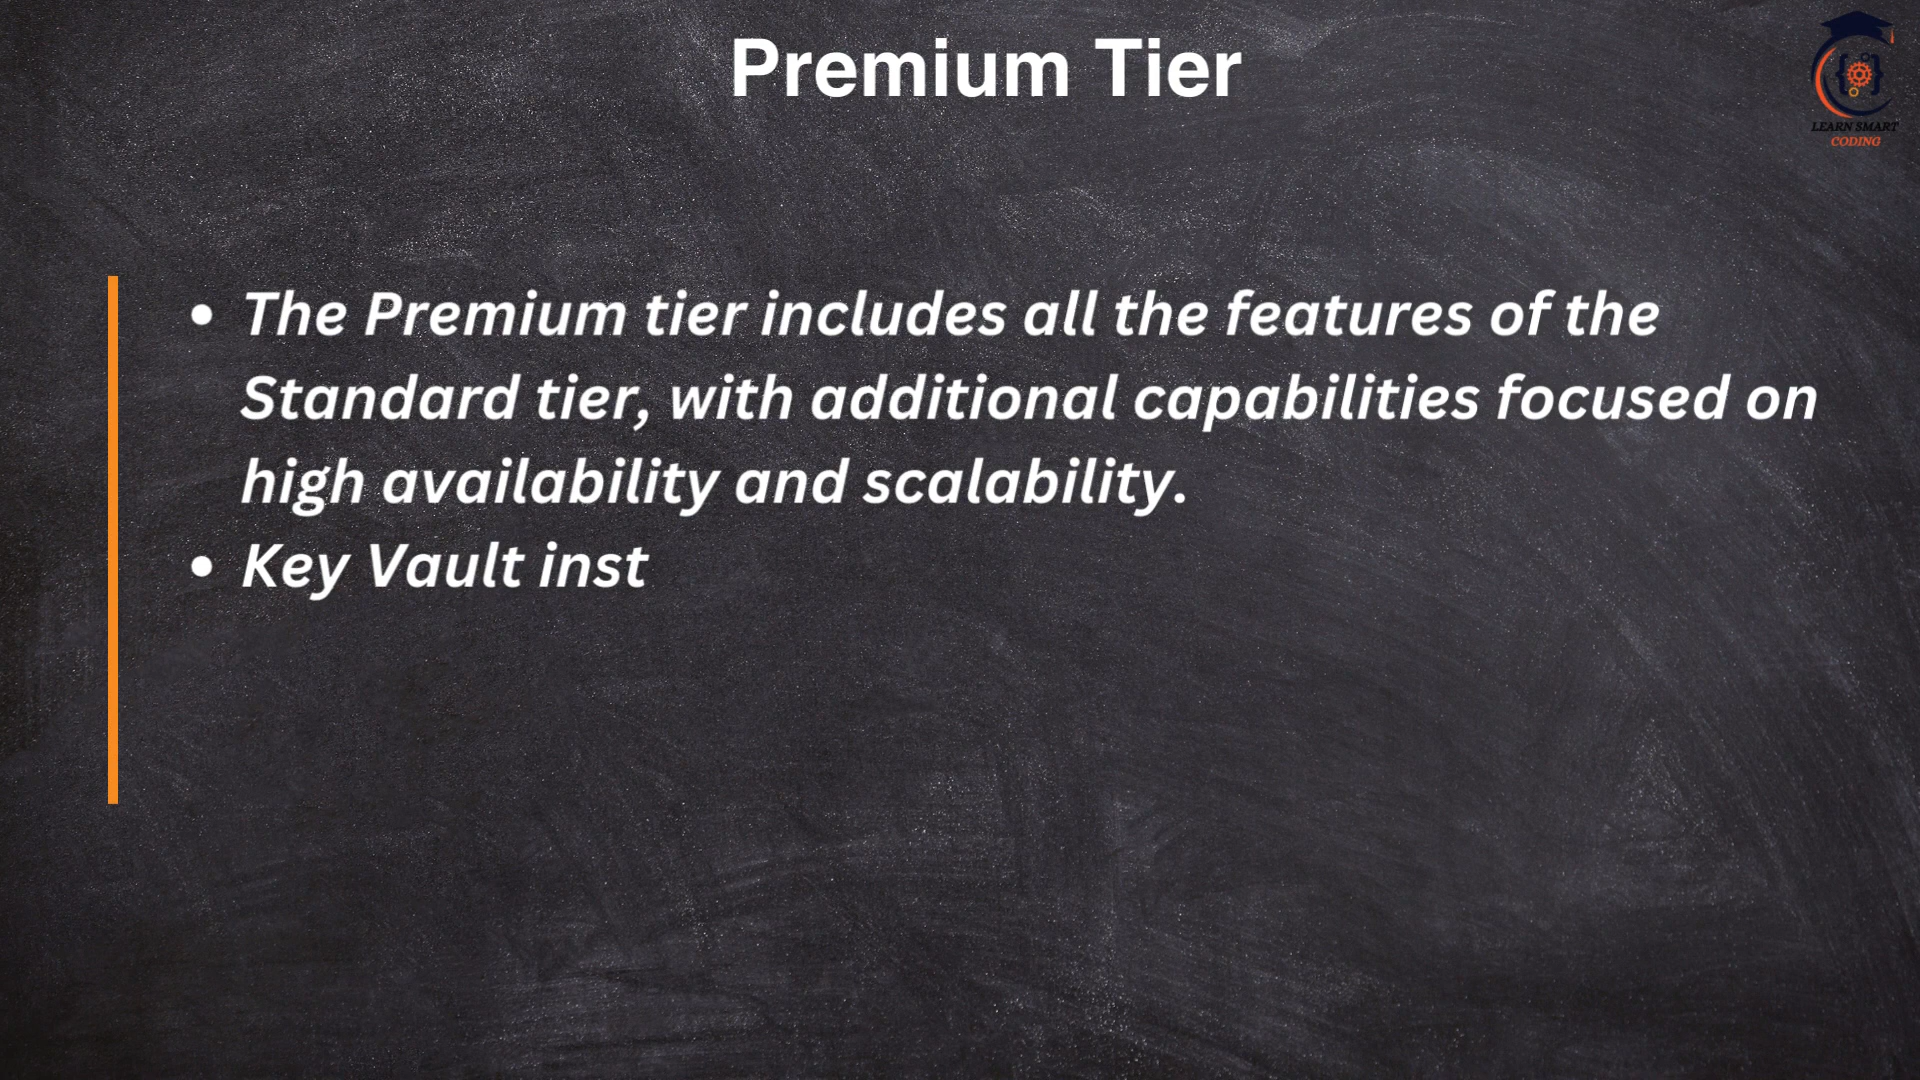 Premium Tier
LEARN SMART
CODING
• The Premium tier includes all the features of the
Standard tier, with additional capabilities focused on
high availability and scalability.
• Key Vault inst